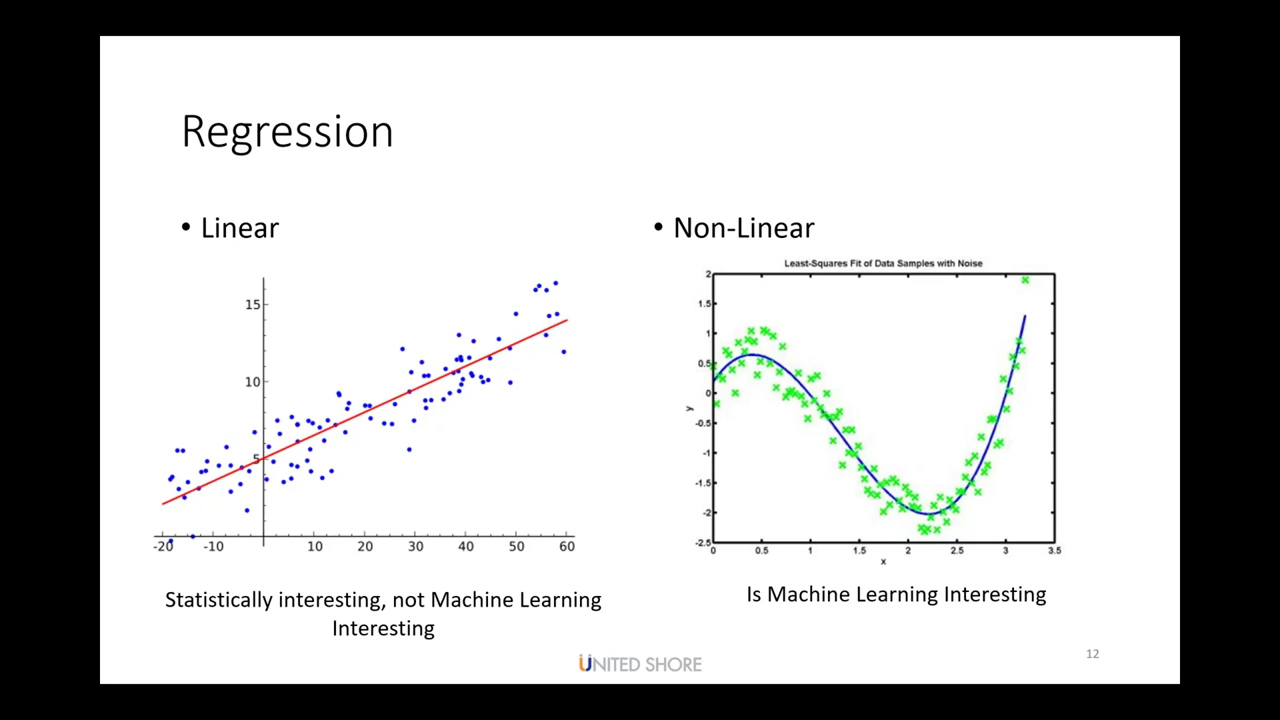 Regression
• Linear
• Non-Linear
15
10
5
-20 -10 10 20 30 40 50 60
Statistically interesting, not Machine Learning
Interesting
Least-Squares Fit of Data Samples with Noise
2
1.5
1
0.5
0
-0.5
-1
-1.5
-2
-2.5
y
0 0.5 1 1.5 2 2.5 3 3.5
x
Is Machine Learning Interesting
UNITED SHORE
12